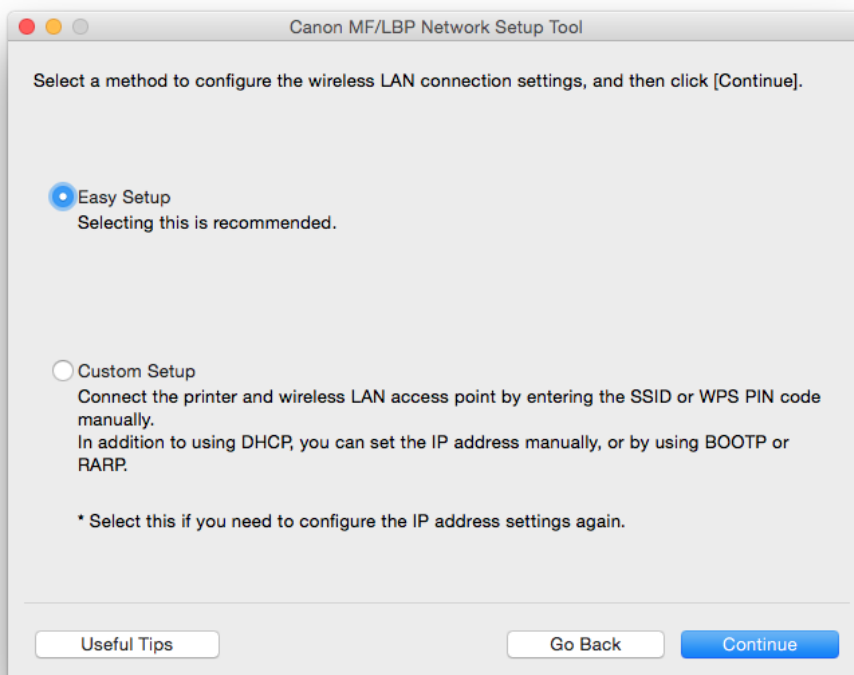 Canon MF/LBP Network Setup Tool
Select a method to configure the wireless LAN connection settings, and then click [Continue].
Easy Setup
Selecting this is recommended.
Custom Setup
Connect the printer and wireless LAN access point by entering the SSID or WPS PIN code
manually.
In addition to using DHCP, you can set the IP address manually, or by using BOOTP or
RARP.
* Select this if you need to configure the IP address settings again.
Useful Tips
Go Back
Continue